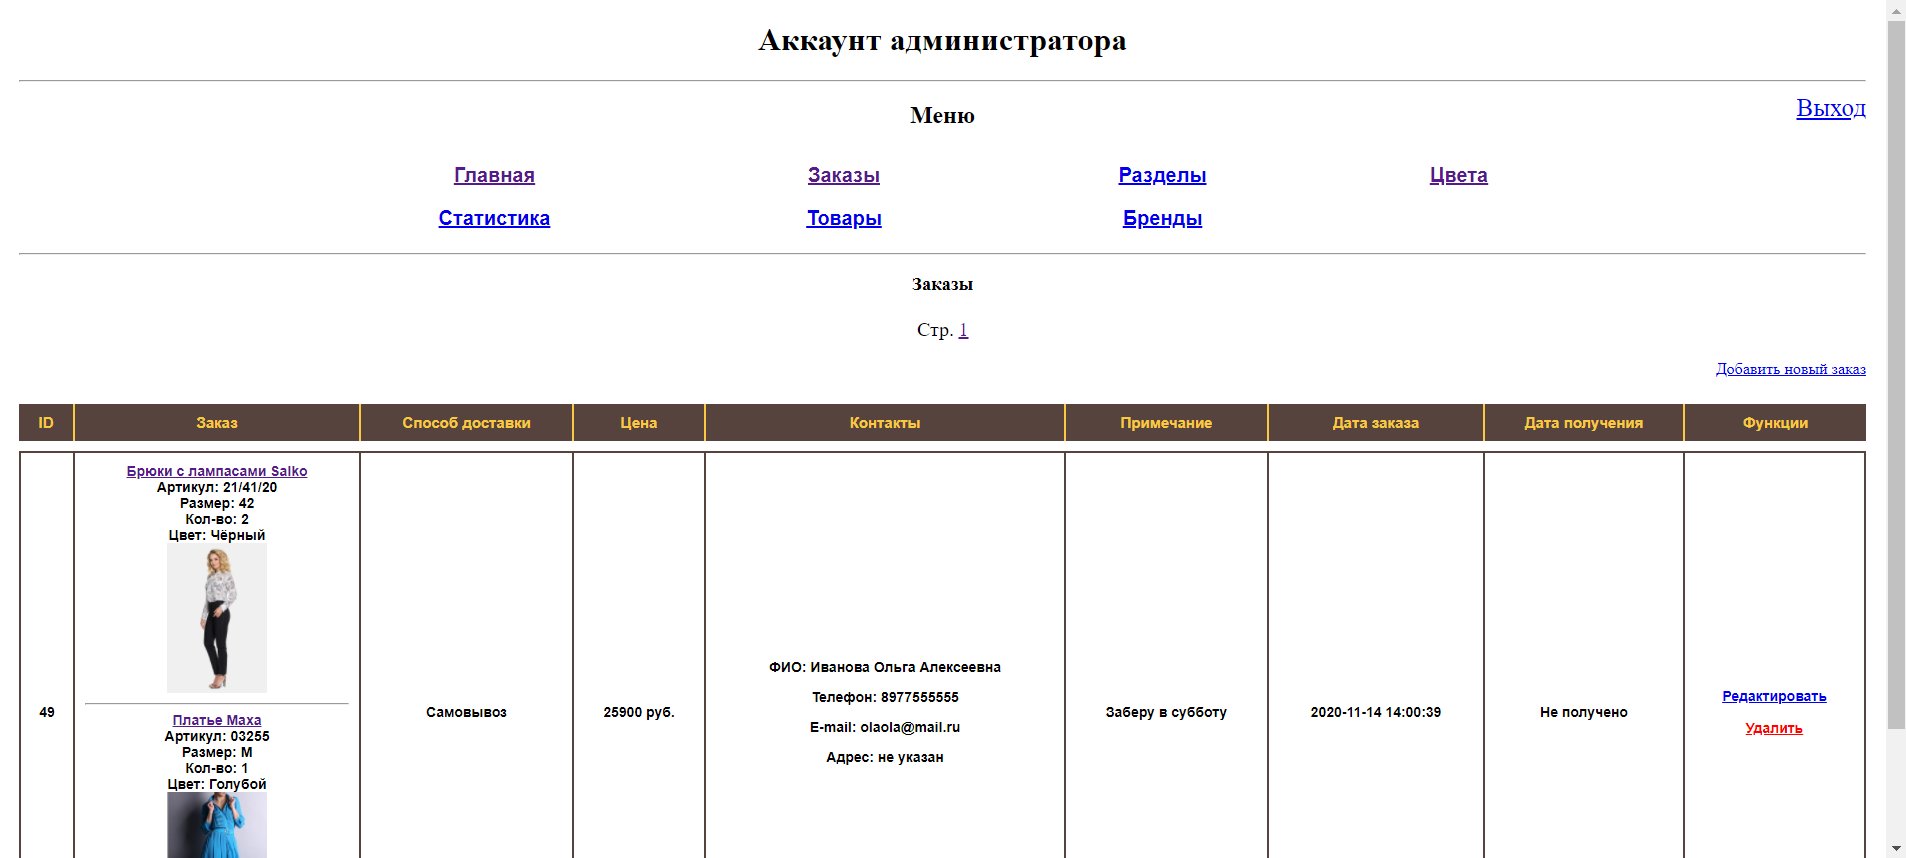 Аккаунт администратора
Меню
Выход
Главная Заказы Разделы Цвета
Статистика Товары Бренды
Заказы
Стр. 1
Добавить новый заказ
ID Заказ Способ доставки Цена Контакты Примечание Дата заказа Дата получения Функции
49
Брюки с лампасами Salko
Артикул: 21/41/20
Размер: 42
Кол-во: 2
Цвет: Чёрный
Платье Маха
Артикул: 03255
Размер: М
Кол-во: 1
Цвет: Голубой
Самовывоз
25900 руб.
ФИО: Иванова Ольга Алексеевна
Телефон: 8977555555
E-mail: olaola@mail.ru
Адрес: не указан
Заберу в субботу
2020-11-14 14:00:39
Не получено
Редактировать
Удалить